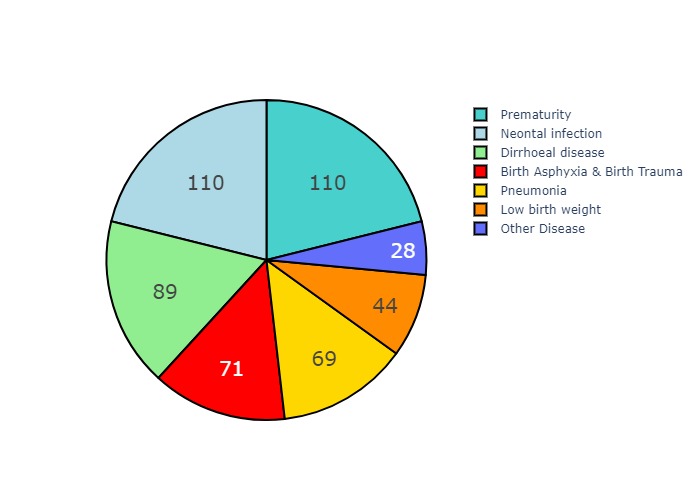 Prematurity
Neontal infection
Dirrhoeal disease
Birth Asphyxia & Birth Trauma
Pneumonia
Low birth weight
Other Disease
110
110
28
89
44
69
71